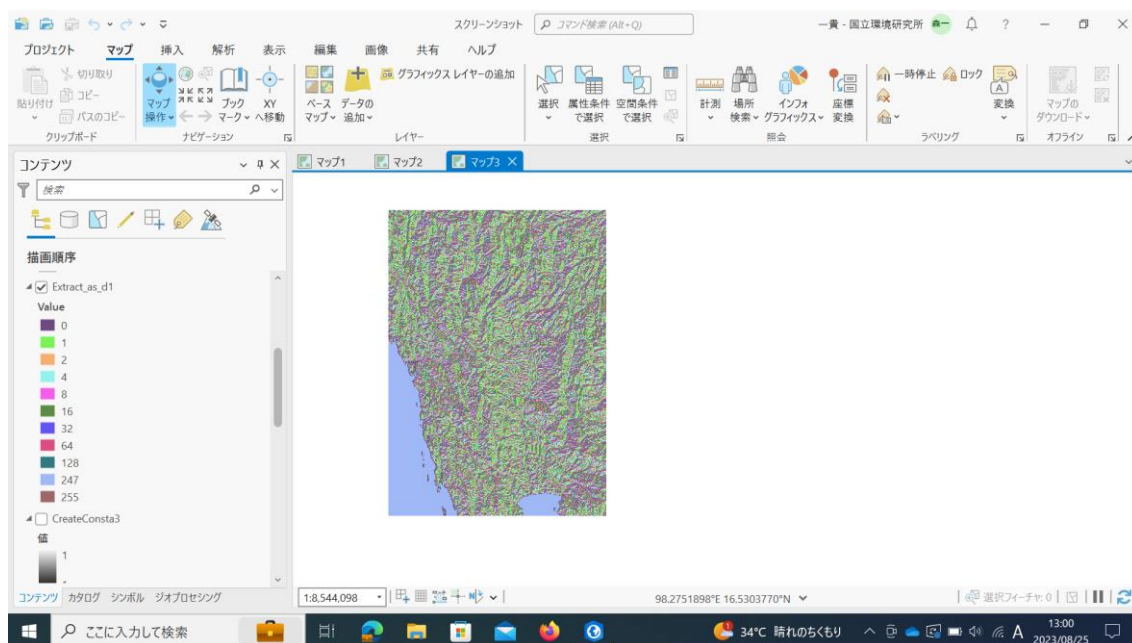 スクリーンショット
コマンド検索 (Alt+Q)
一貴 - 国立環境研究所
森一
?
プロジェクト マップ 挿入 解析 表示 編集 画像 共有 ヘルプ
貼り付け
切り取り
コピー
パスのコピー
クリップボード
マップ操作
ブックマーク
XYへ移動
ナビゲーション
ベースマップ
データの追加
グラフィックス レイヤーの追加
レイヤー
選択
属性条件で選択
空間条件で選択
選択
計測
場所検索
インフォグラフィックス
座標変換
照会
一時停止 ロック
変換
ラベリング
マップのダウンロード
オフライン
コンテンツ
検索
描画順序
Extract_as_d1
Value
0
1
2
4
8
16
32
64
128
247
255
CreateConsta3
値
1
コンテンツ カタログ シンボル ジオプロセシング
マップ1 マップ2 マップ3
1:8,544,098
98.2751898°E 16.5303770°N
選択フィーチャ: 0
ここに入力して検索
34°C 晴れのちくもり
A
13:00
2023/08/25